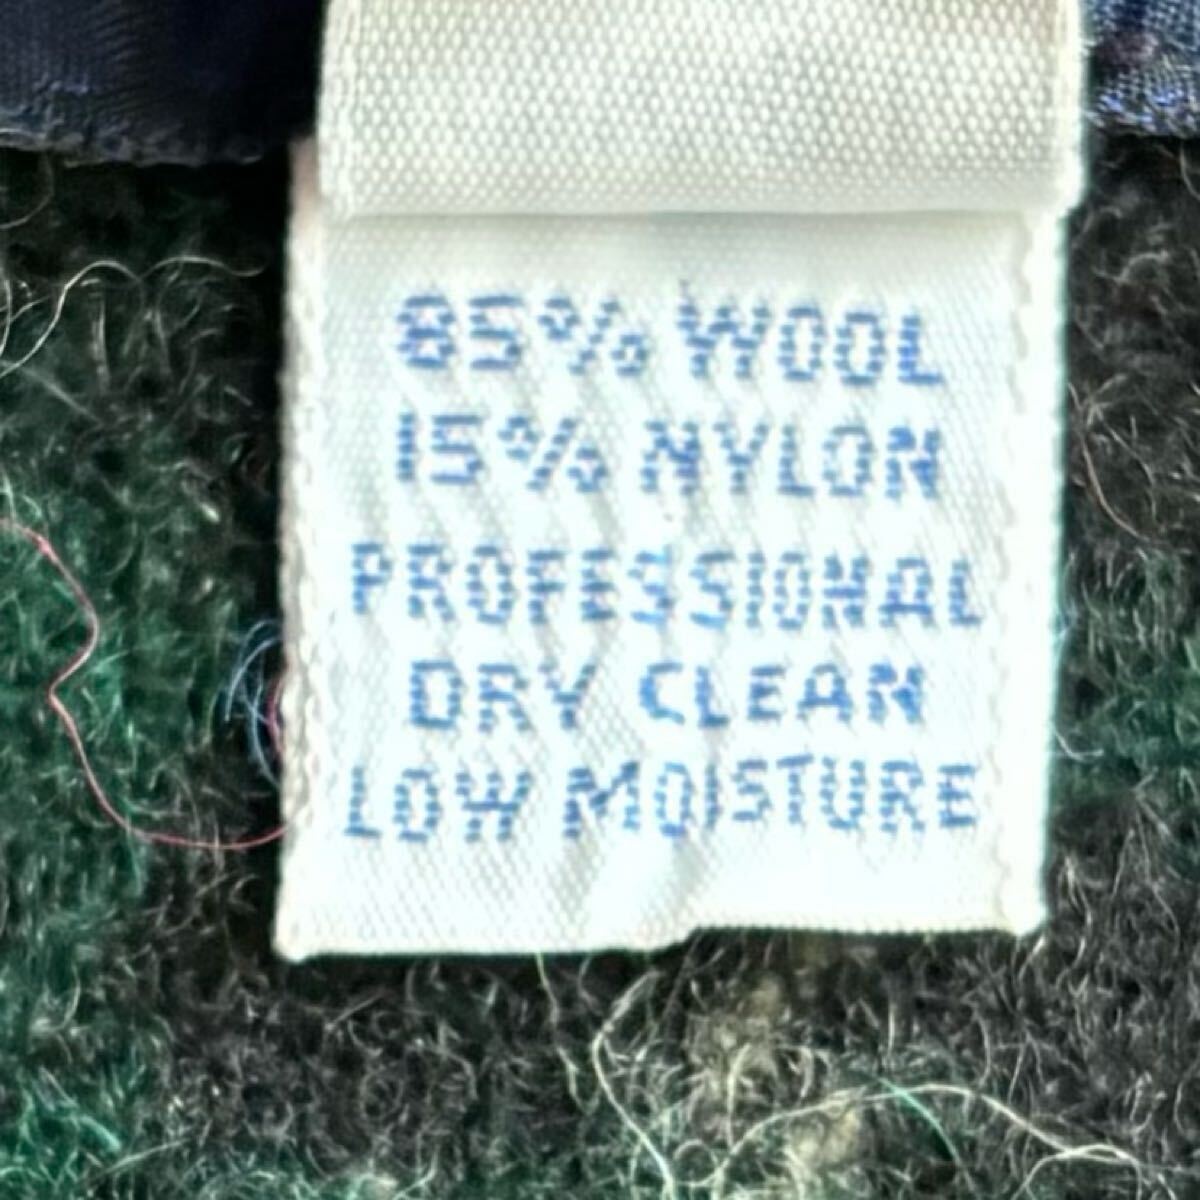 85% WOOL
15% NYLON
PROFESSIONAL
DRY CLEAN
LOW MOISTURE